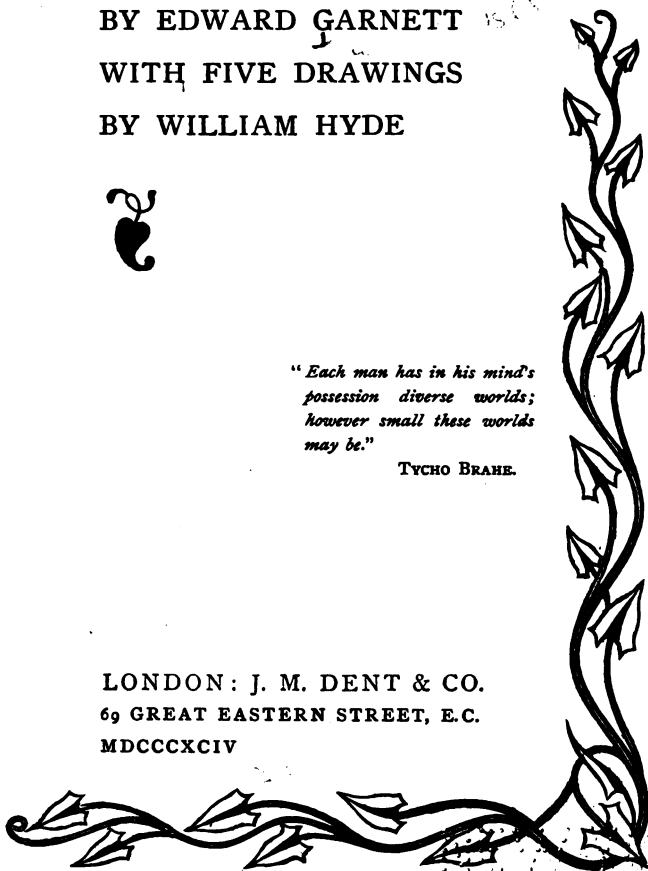 BY EDWARD GARNETT
WITH FIVE DRAWINGS
BY WILLIAM HYDE
“Each man has in his mind's
possession diverse worlds;
however small these worlds
may be.”
TYCHO BRAHE.
LONDON: J. M. DENT & CO.
69 GREAT EASTERN STREET, E.C.
MDCCCXCIV